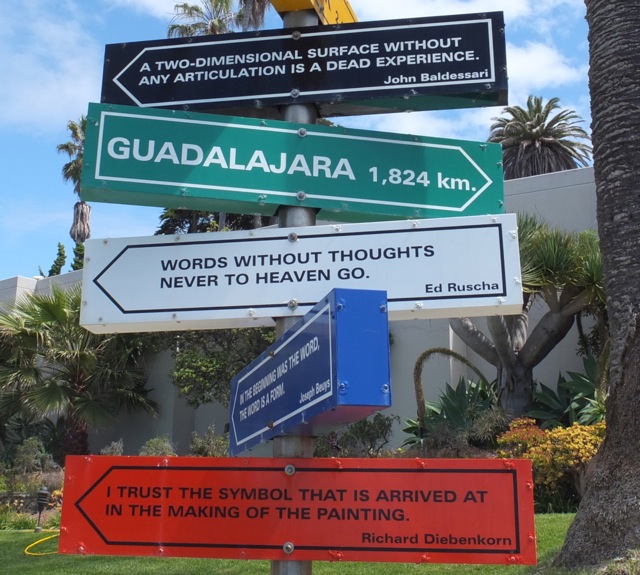 A TWO-DIMENSIONAL SURFACE WITHOUT
ANY ARTICULATION IS A DEAD EXPERIENCE.
John Baldessari
GUADALAJARA 1,824 km.
WORDS WITHOUT THOUGHTS
NEVER TO HEAVEN GO.
Ed Ruscha
IN THE BEGINNING WAS THE WORD,
THE WORD IS A FORM.
Joseph Beuys
I TRUST THE SYMBOL THAT IS ARRIVED AT
IN THE MAKING OF THE PAINTING.
Richard Diebenkorn